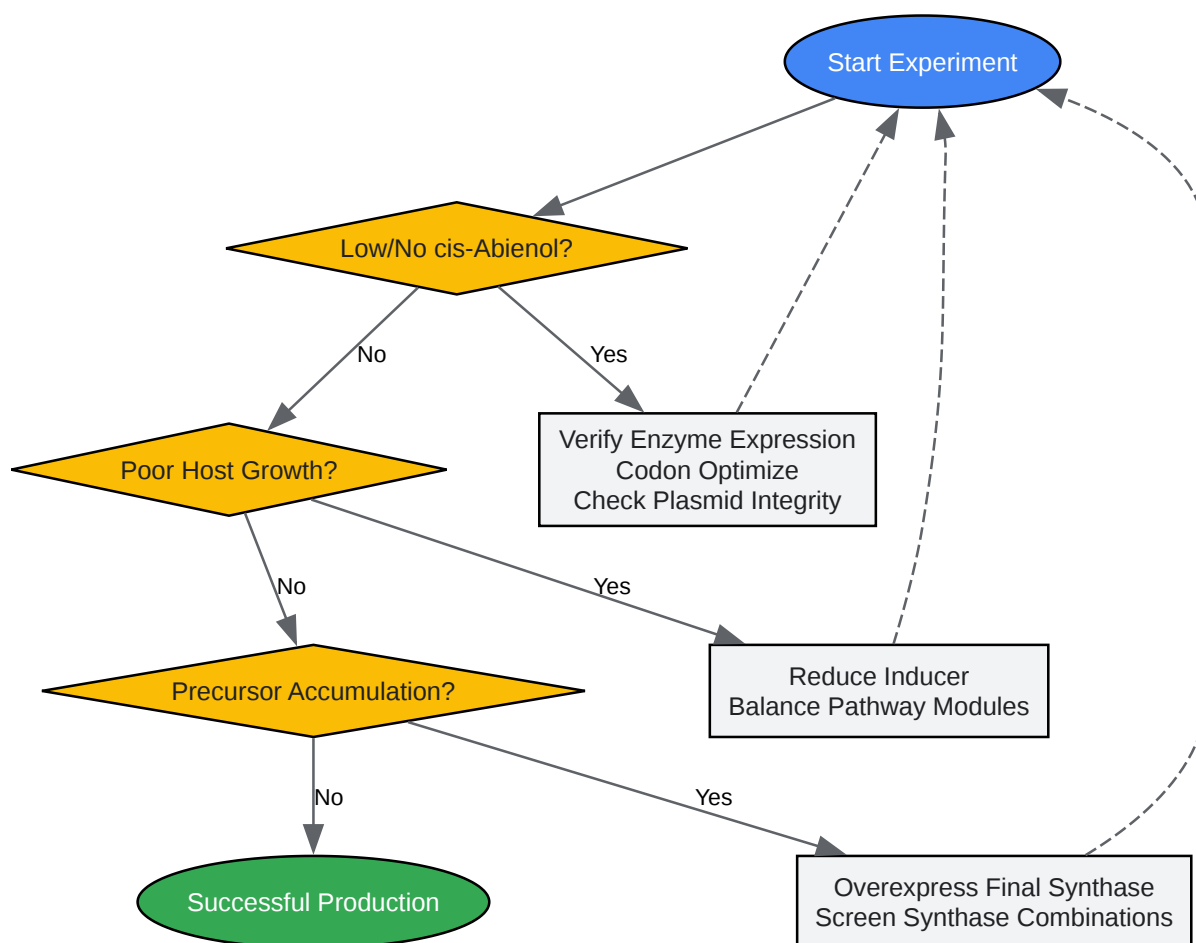 Start Experiment
Low/No cis-Abienol?
No
Yes
Verify Enzyme Expression
Codon Optimize
Check Plasmid Integrity
Poor Host Growth?
No
Yes
Reduce Inducer
Balance Pathway Modules
Precursor Accumulation?
No
Yes
Overexpress Final Synthase
Screen Synthase Combinations
Successful Production